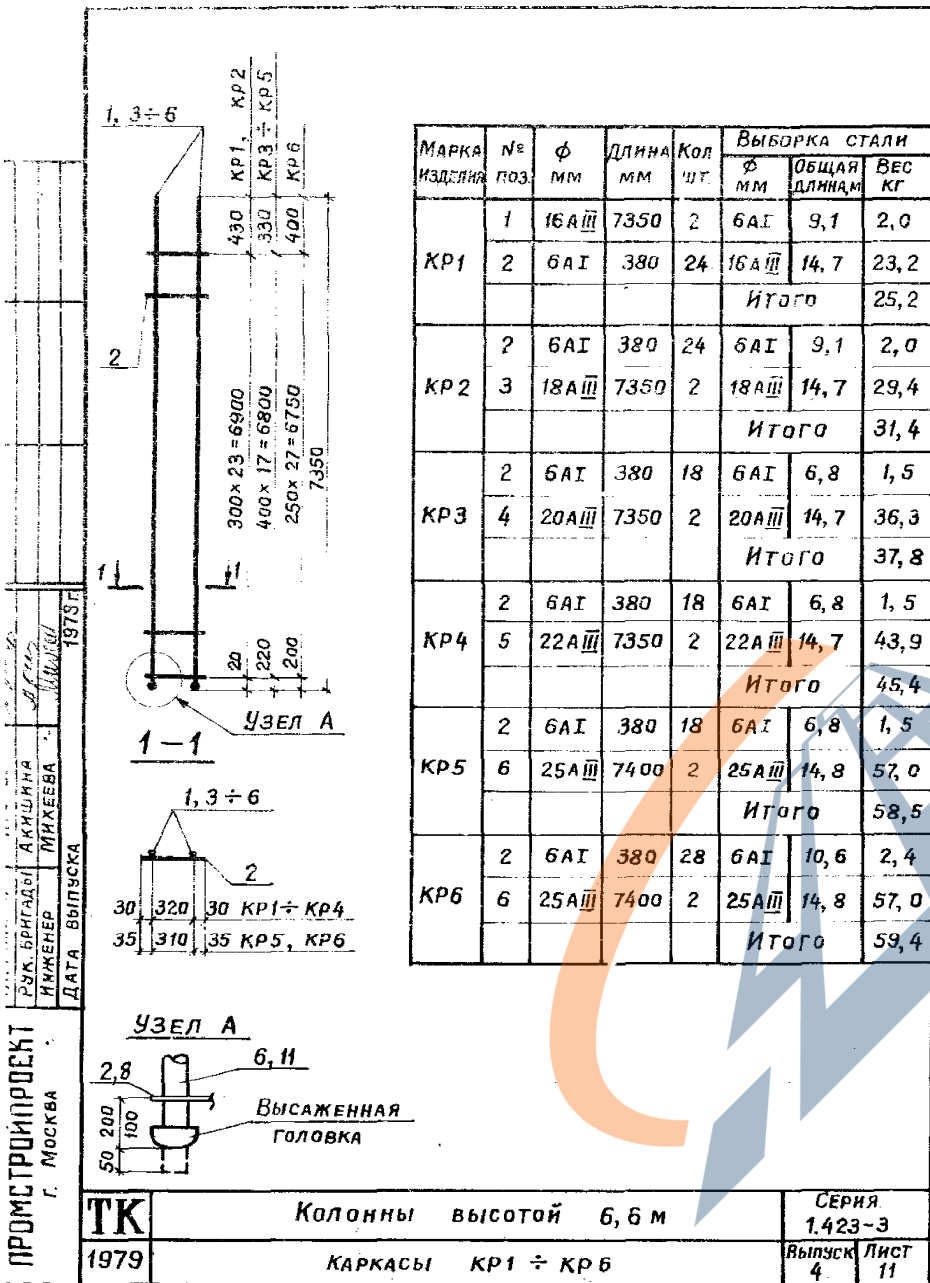 1, 3÷6
КР1, КР2
КР3÷КР5
КР6
430
330
400
2
300×23=6900
400×17=6800
250×27=6750
7350
1 1
20
220
200
УЗЕЛ А
1-1
1, 3÷6
2
30 320 30 КР1÷КР4
35 310 35 КР5, КР6
УЗЕЛ А
2,8
6,11
200
100
50
ВЫСАЖЕННАЯ
ГОЛОВКА
МАРКА ИЗДЕЛИЯ № ПОЗ. Ф ММ ДЛИНА ММ КОЛ ШТ. ВЫБОРКА СТАЛИ
Ф ММ ОБЩАЯ ДЛИНА,М ВЕС КГ
КР1
1 16АIII 7350 2 6АI 9,1 2,0
2 6АI 380 24 16АIII 14,7 23,2
Итого 25,2
КР2
2 6АI 380 24 6АI 9,1 2,0
3 18АIII 7350 2 18АIII 14,7 29,4
Итого 31,4
КР3
2 6АI 380 18 6АI 6,8 1,5
4 20АIII 7350 2 20АIII 14,7 36,3
Итого 37,8
КР4
2 6АI 380 18 6АI 6,8 1,5
5 22АIII 7350 2 22АIII 14,7 43,9
Итого 45,4
КР5
2 6АI 380 18 6АI 6,8 1,5
6 25АIII 7400 2 25АIII 14,8 57,0
Итого 58,5
КР6
2 6АI 380 28 6АI 10,6 2,4
6 25АIII 7400 2 25АIII 14,8 57,0
Итого 59,4
РУК. БРИГАДЫ АКИШИНА
ИНЖЕНЕР МИХЕЕВА
ДАТА ВЫПУСКА 1979г.
ПРОМСТРОЙПРОЕКТ
г. МОСКВА
ТК
1979
КОЛОННЫ ВЫСОТОЙ 6,6 м
КАРКАСЫ КР1÷КР6
СЕРИЯ
1.423-3
ВЫПУСК
4
ЛИСТ
11